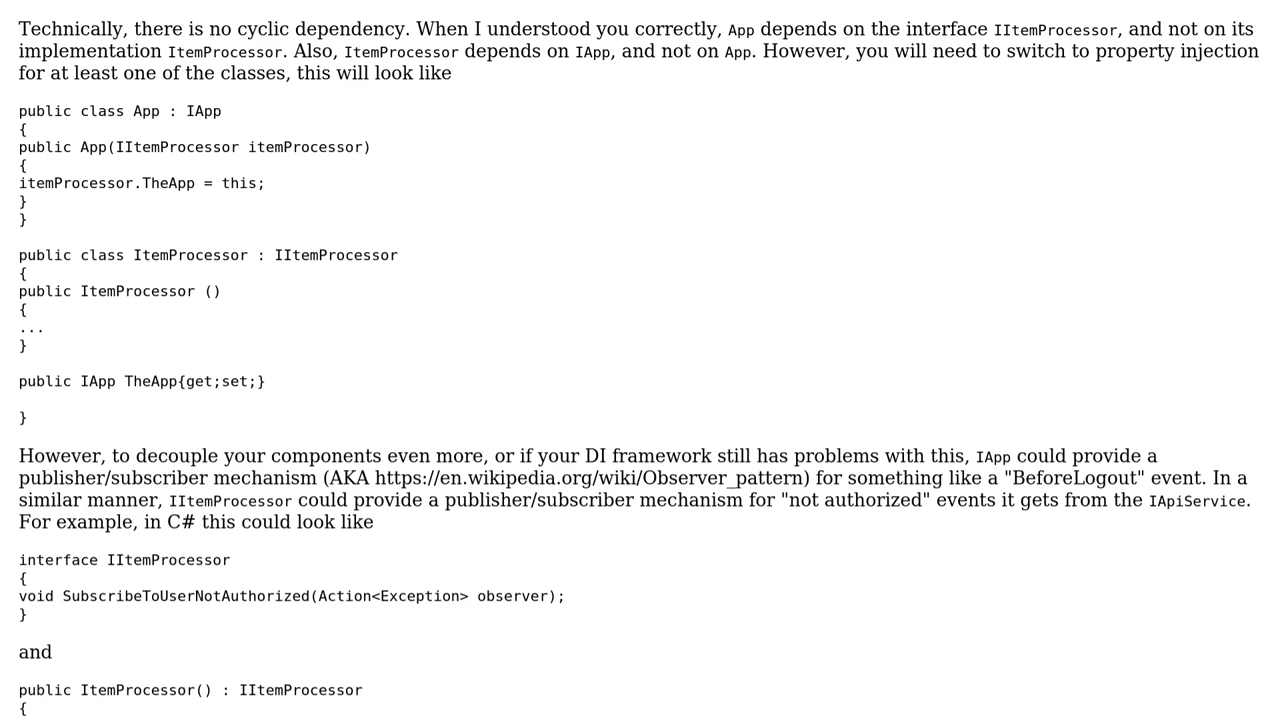 Technically, there is no cyclic dependency. When I understood you correctly, App depends on the interface IItemProcessor, and not on its
implementation ItemProcessor. Also, ItemProcessor depends on IApp, and not on App. However, you will need to switch to property injection
for at least one of the classes, this will look like
public class App : IApp
{
public App(IItemProcessor itemProcessor)
{
itemProcessor.TheApp = this;
}
}
public class ItemProcessor : IItemProcessor
{
public ItemProcessor ()
{
...
}
public IApp TheApp{get;set;}
}
However, to decouple your components even more, or if your DI framework still has problems with this, IApp could provide a
publisher/subscriber mechanism (AKA https://en.wikipedia.org/wiki/Observer_pattern) for something like a "BeforeLogout" event. In a
similar manner, IItemProcessor could provide a publisher/subscriber mechanism for "not authorized" events it gets from the IApiService.
For example, in C# this could look like
interface IItemProcessor
{
void SubscribeToUserNotAuthorized(Action<Exception> observer);
}
and
public ItemProcessor() : IItemProcessor
{